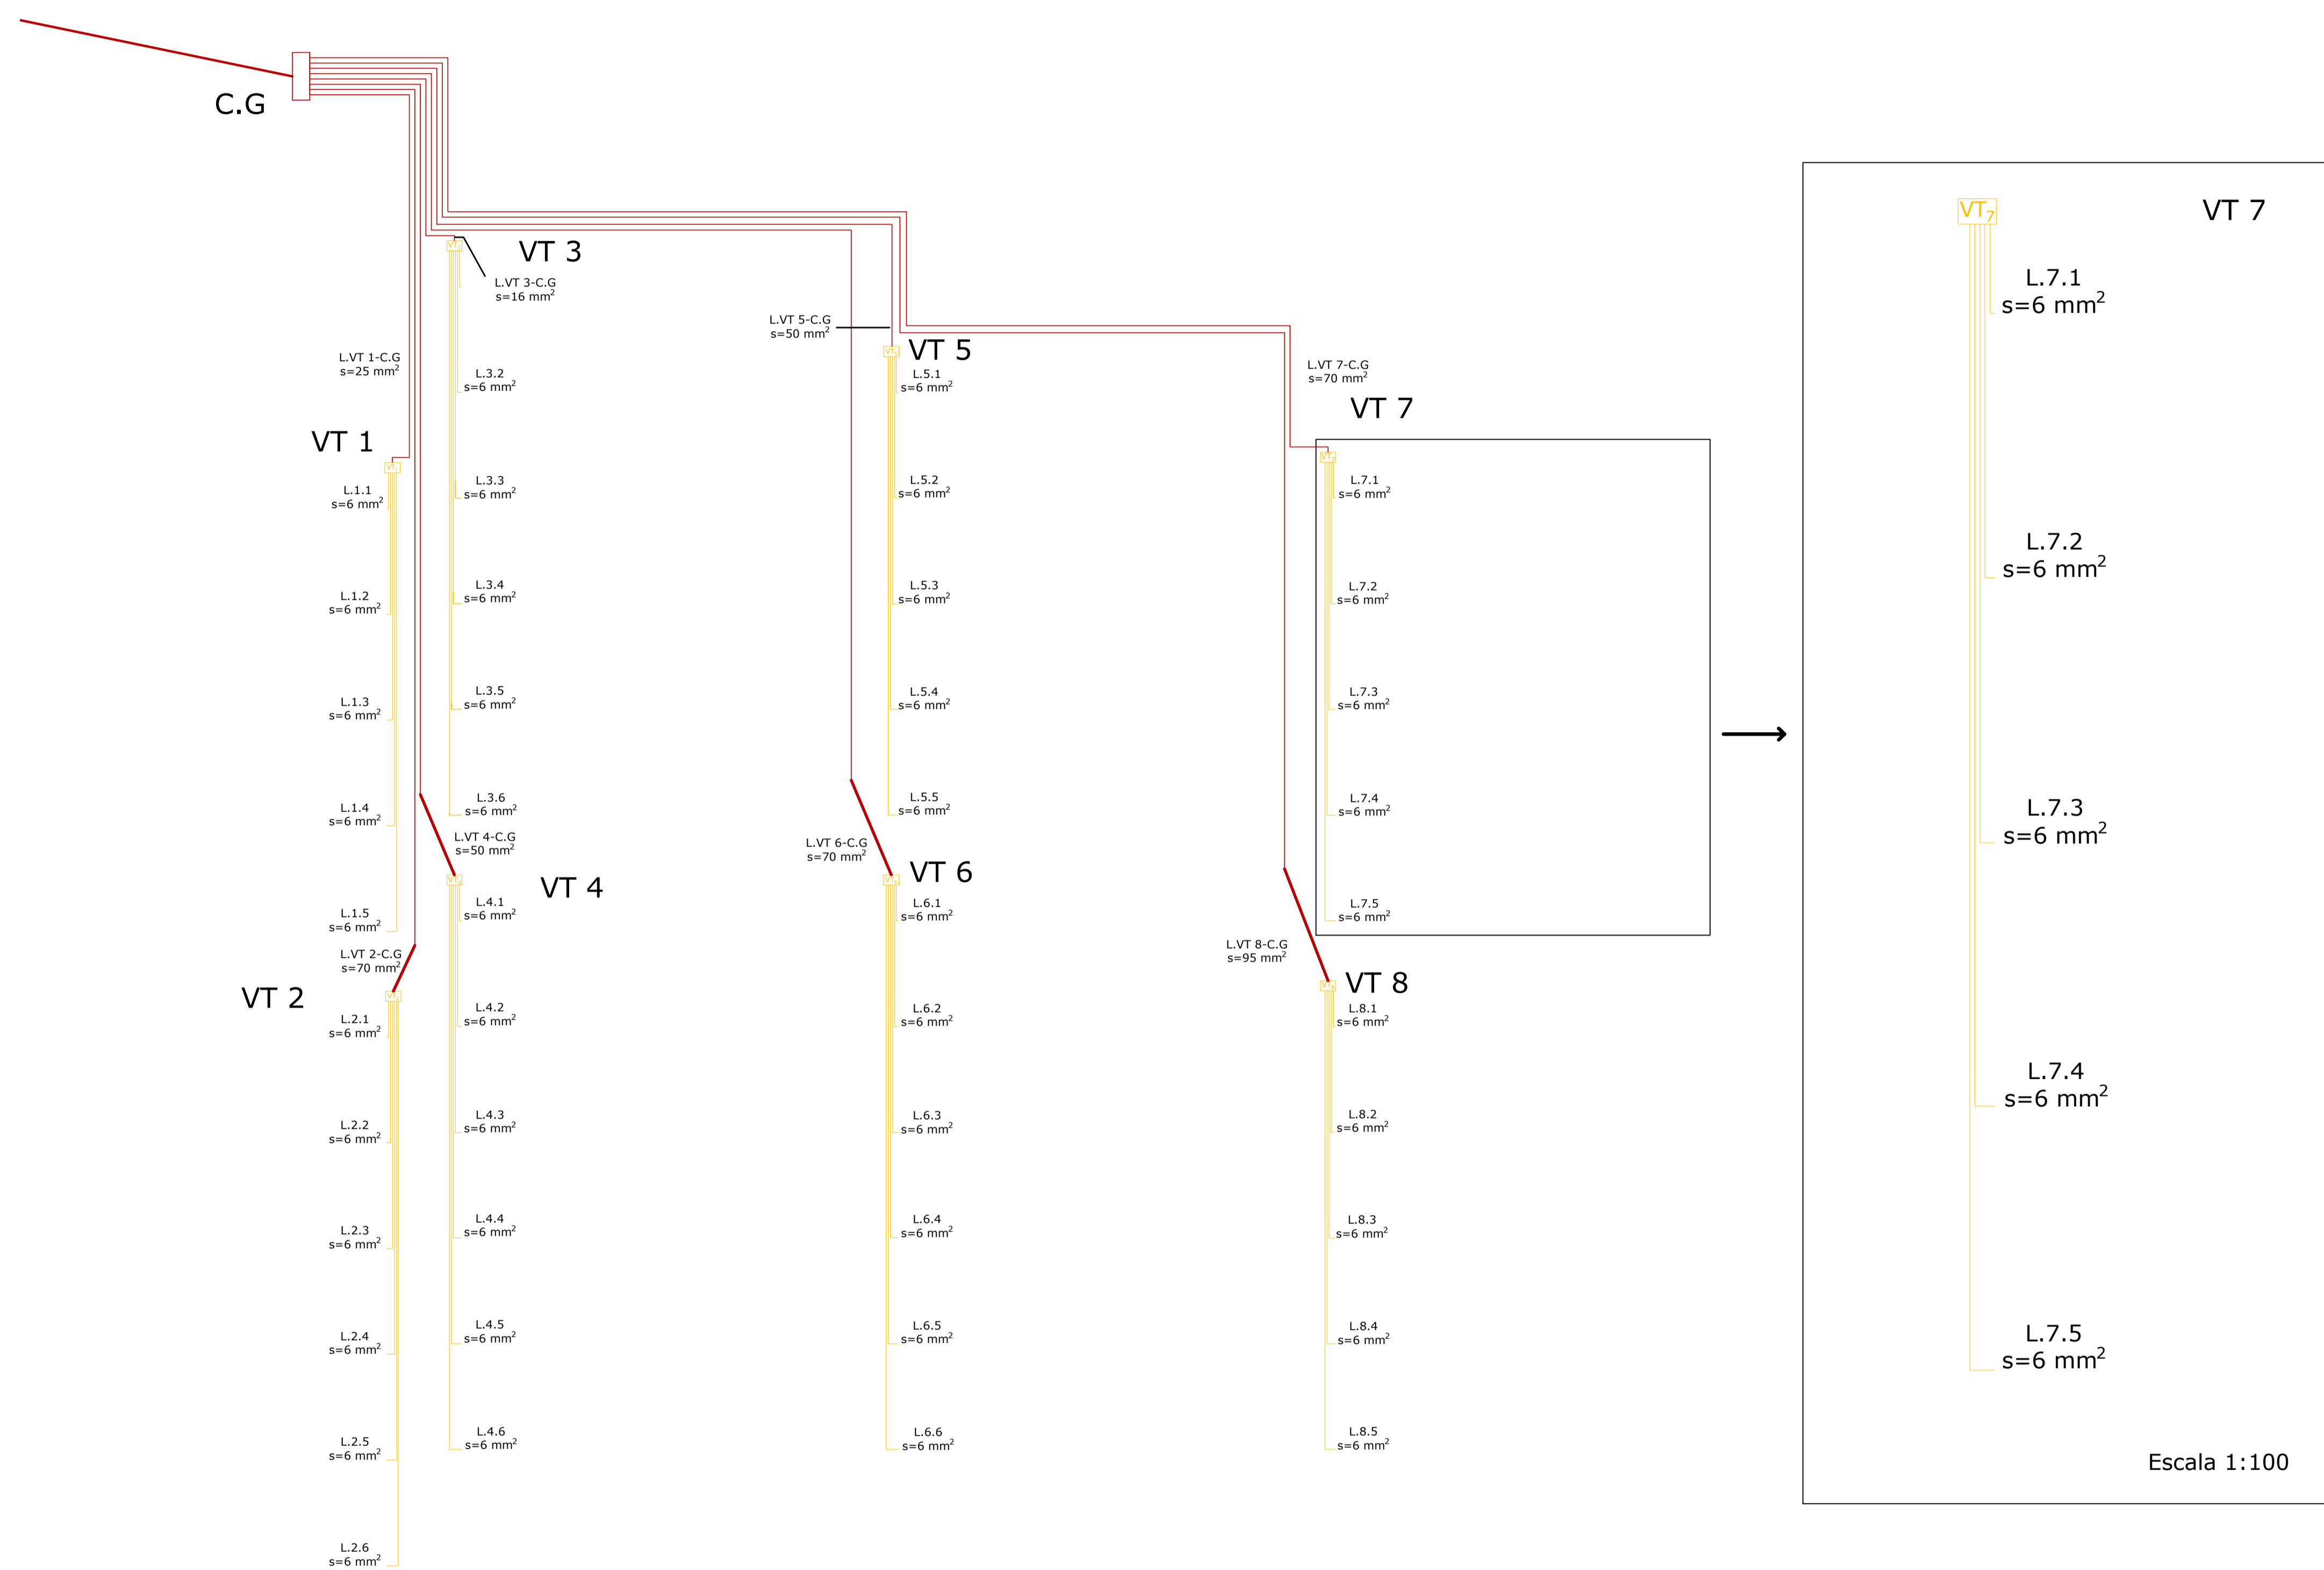 C.G
VT 3
L.VT 3-C.G
s=16 mm²
L.VT 1-C.G
s=25 mm²
VT 1
VT₁
L.1.1
s=6 mm²
L.1.2
s=6 mm²
L.1.3
s=6 mm²
L.1.4
s=6 mm²
L.1.5
s=6 mm²
L.VT 2-C.G
s=70 mm²
VT 2
L.2.1
s=6 mm²
L.2.2
s=6 mm²
L.2.3
s=6 mm²
L.2.4
s=6 mm²
L.2.5
s=6 mm²
L.2.6
s=6 mm²
L.3.2
s=6 mm²
L.3.3
s=6 mm²
L.3.4
s=6 mm²
L.3.5
s=6 mm²
L.3.6
s=6 mm²
L.VT 4-C.G
s=50 mm²
VT 4
L.4.1
s=6 mm²
L.4.2
s=6 mm²
L.4.3
s=6 mm²
L.4.4
s=6 mm²
L.4.5
s=6 mm²
L.4.6
s=6 mm²
L.VT 5-C.G
s=50 mm²
VT 5
L.5.1
s=6 mm²
L.5.2
s=6 mm²
L.5.3
s=6 mm²
L.5.4
s=6 mm²
L.5.5
s=6 mm²
L.VT 6-C.G
s=70 mm²
VT 6
L.6.1
s=6 mm²
L.6.2
s=6 mm²
L.6.3
s=6 mm²
L.6.4
s=6 mm²
L.6.5
s=6 mm²
L.6.6
s=6 mm²
L.VT 7-C.G
s=70 mm²
VT 7
L.7.1
s=6 mm²
L.7.2
s=6 mm²
L.7.3
s=6 mm²
L.7.4
s=6 mm²
L.7.5
s=6 mm²
L.VT 8-C.G
s=95 mm²
VT 8
L.8.1
s=6 mm²
L.8.2
s=6 mm²
L.8.3
s=6 mm²
L.8.4
s=6 mm²
L.8.5
s=6 mm²
VT₇
VT 7
L.7.1
s=6 mm²
L.7.2
s=6 mm²
L.7.3
s=6 mm²
L.7.4
s=6 mm²
L.7.5
s=6 mm²
Escala 1:100